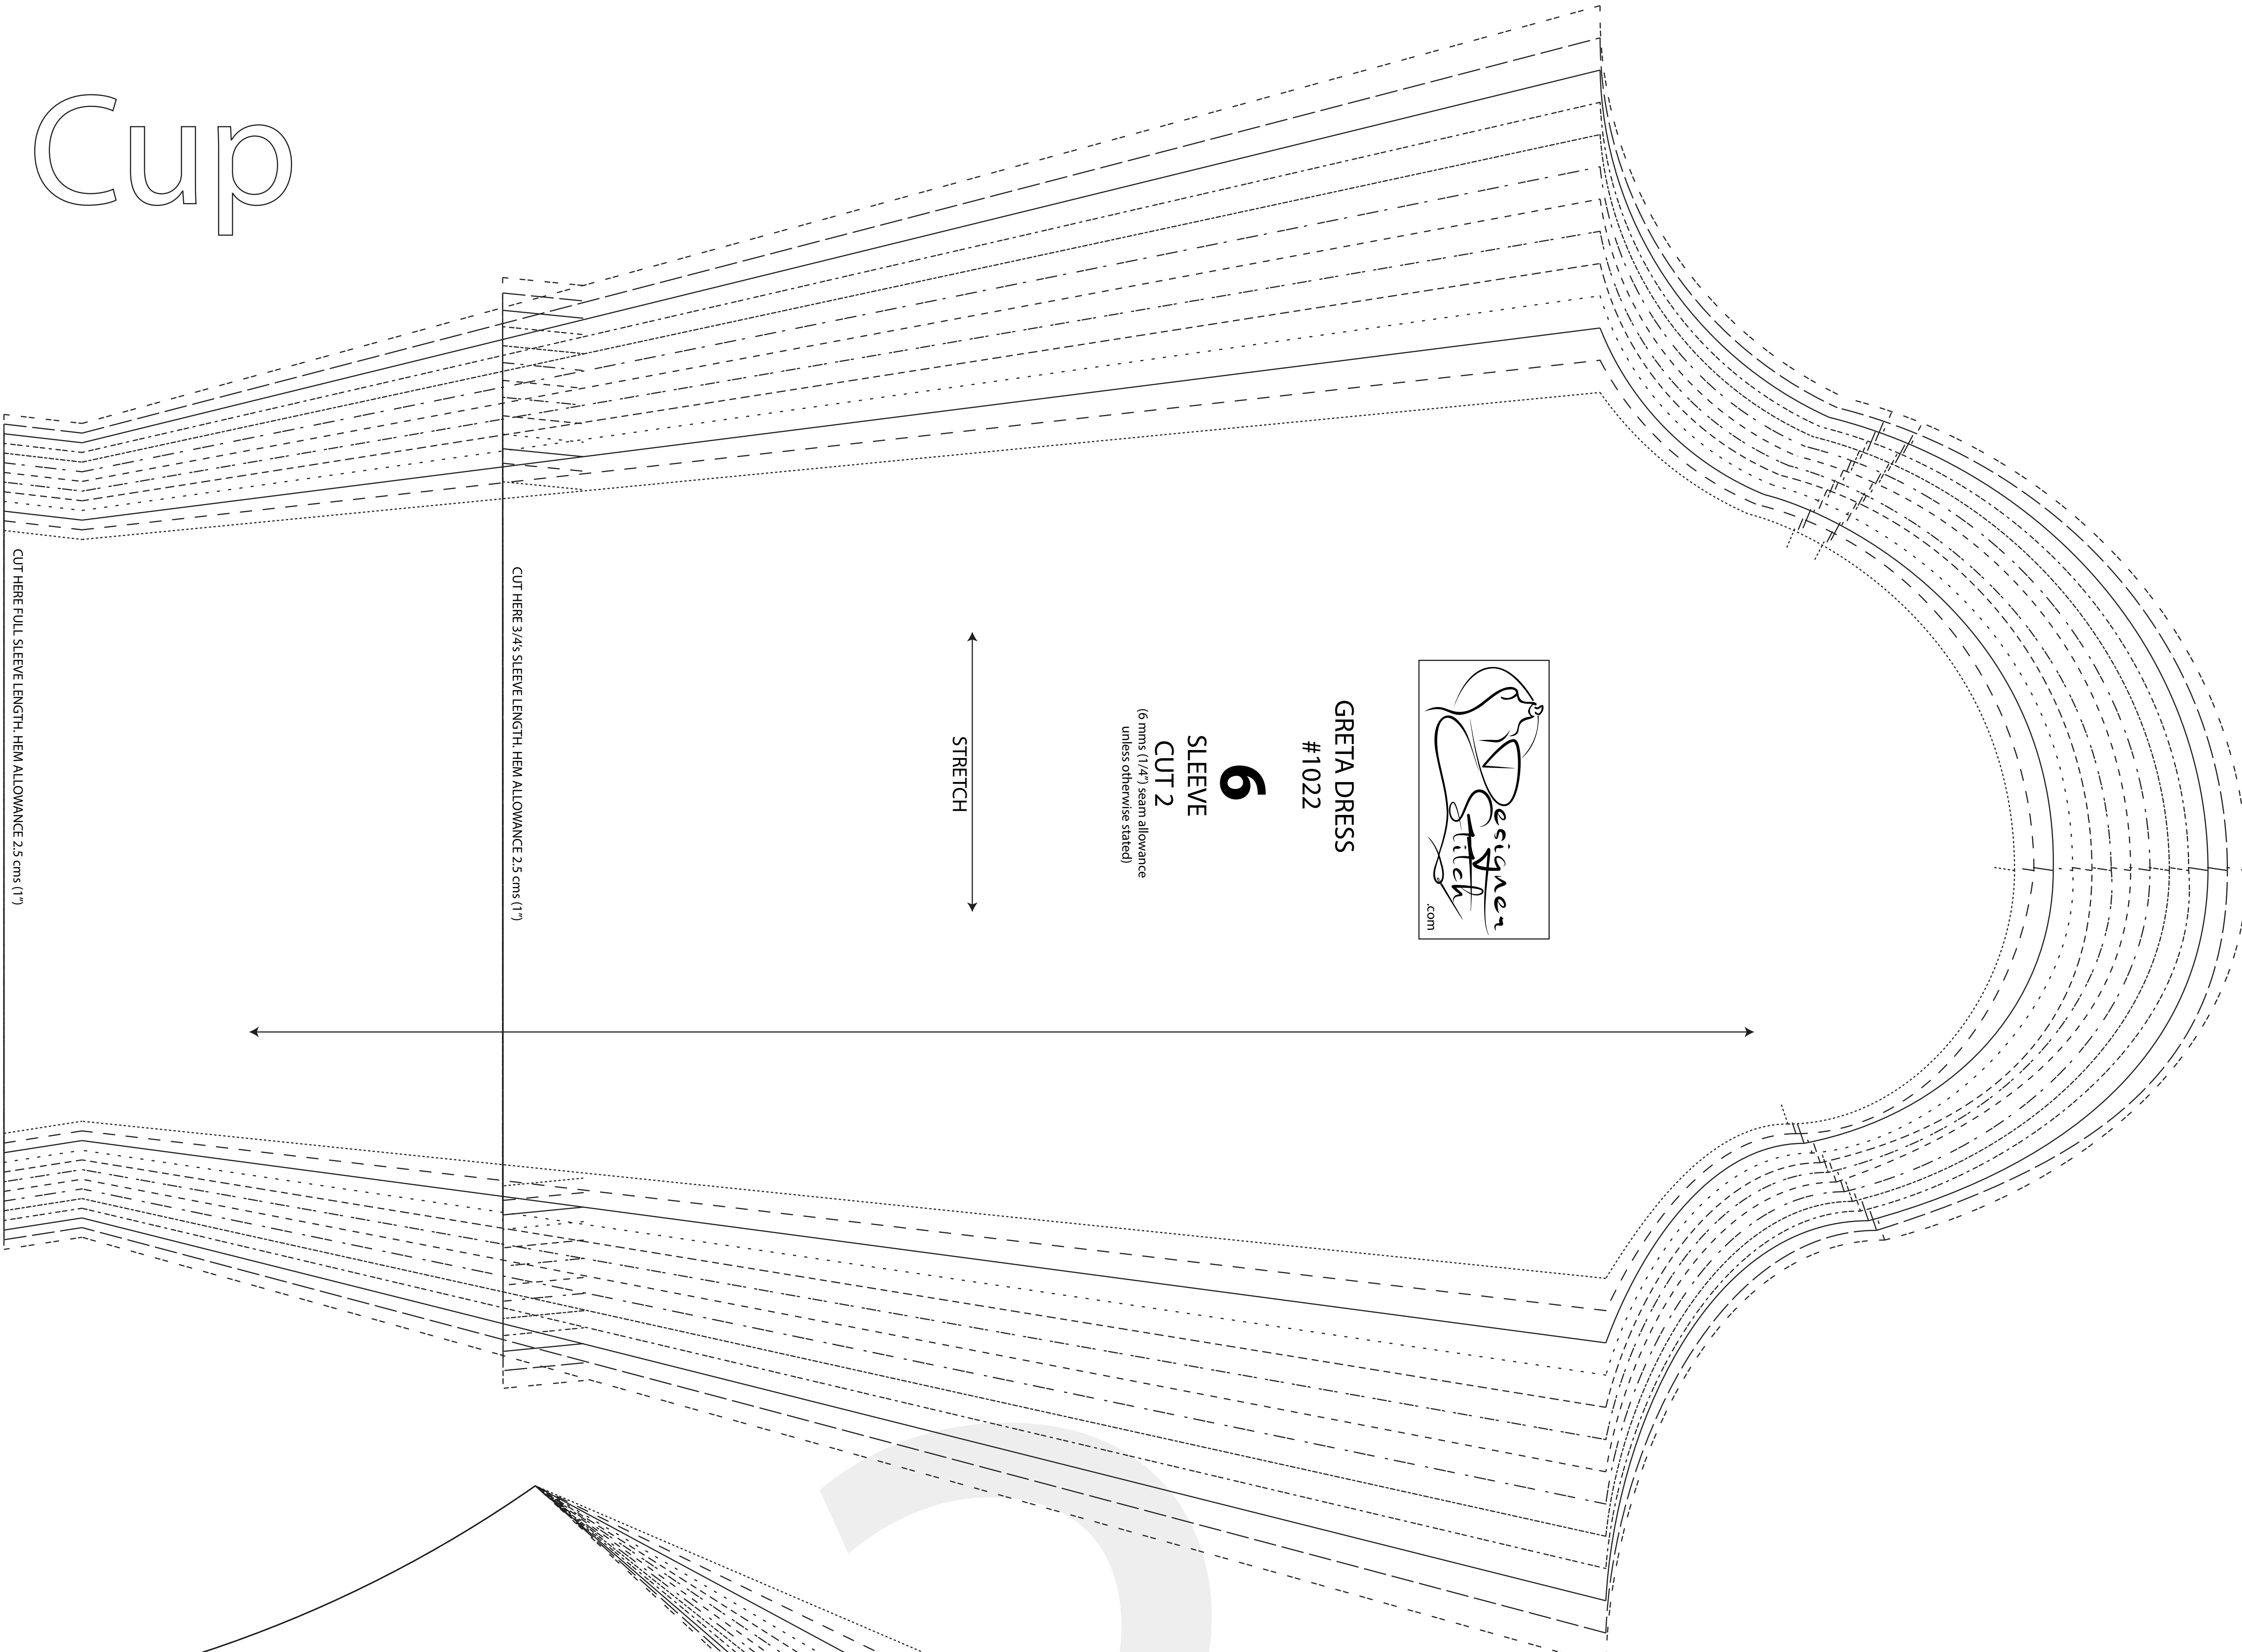 Cup
Designer
Stitch
.com
GRETA DRESS
#1022
6
SLEEVE
CUT 2
(6 mms (1/4") seam allowance
unless otherwise stated)
STRETCH
CUT HERE 3/4's SLEEVE LENGTH. HEM ALLOWANCE 2.5 cms (1")
CUT HERE FULL SLEEVE LENGTH. HEM ALLOWANCE 2.5 cms (1")